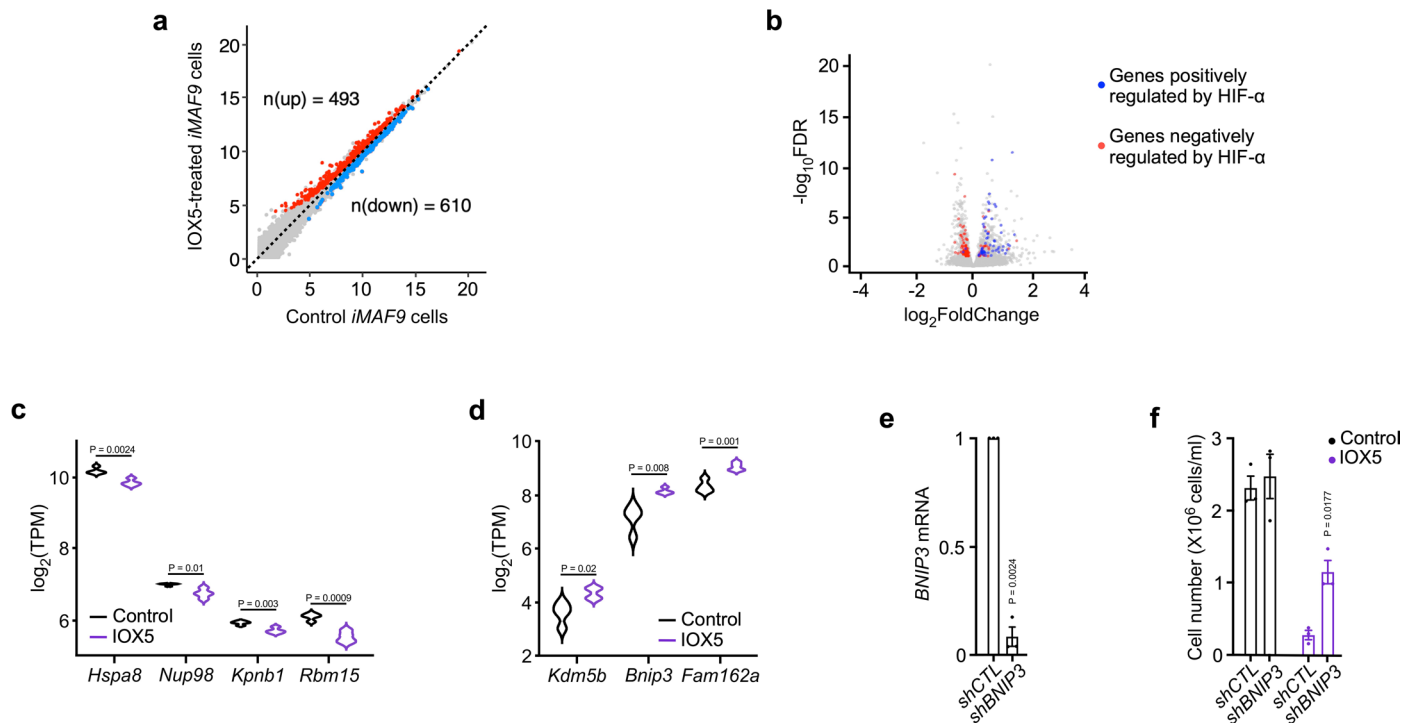 a
IOX5-treated iMAF9 cells
20
15
10
5
0
n(up) = 493
n(down) = 610
0 5 10 15 20
Control iMAF9 cells
b
-log10FDR
20
15
10
5
0
-4 -2 0 2 4
log2FoldChange
Genes positively
regulated by HIF-α
Genes negatively
regulated by HIF-α
c
log2(TPM)
10
8
6
P = 0.0024
P = 0.01
P = 0.003
P = 0.0009
Control
IOX5
Hspa8 Nup98 Kpnb1 Rbm15
d
log2(TPM)
10
8
6
4
2
P = 0.02
P = 0.008
P = 0.001
Control
IOX5
Kdm5b Bnip3 Fam162a
e
BNIP3 mRNA
1
0.5
0
P = 0.0024
shCTL
shBNIP3
f
Cell number (X10⁶ cells/ml)
3
2
1
0
P = 0.0177
Control
IOX5
shCTL
shBNIP3
shCTL
shBNIP3